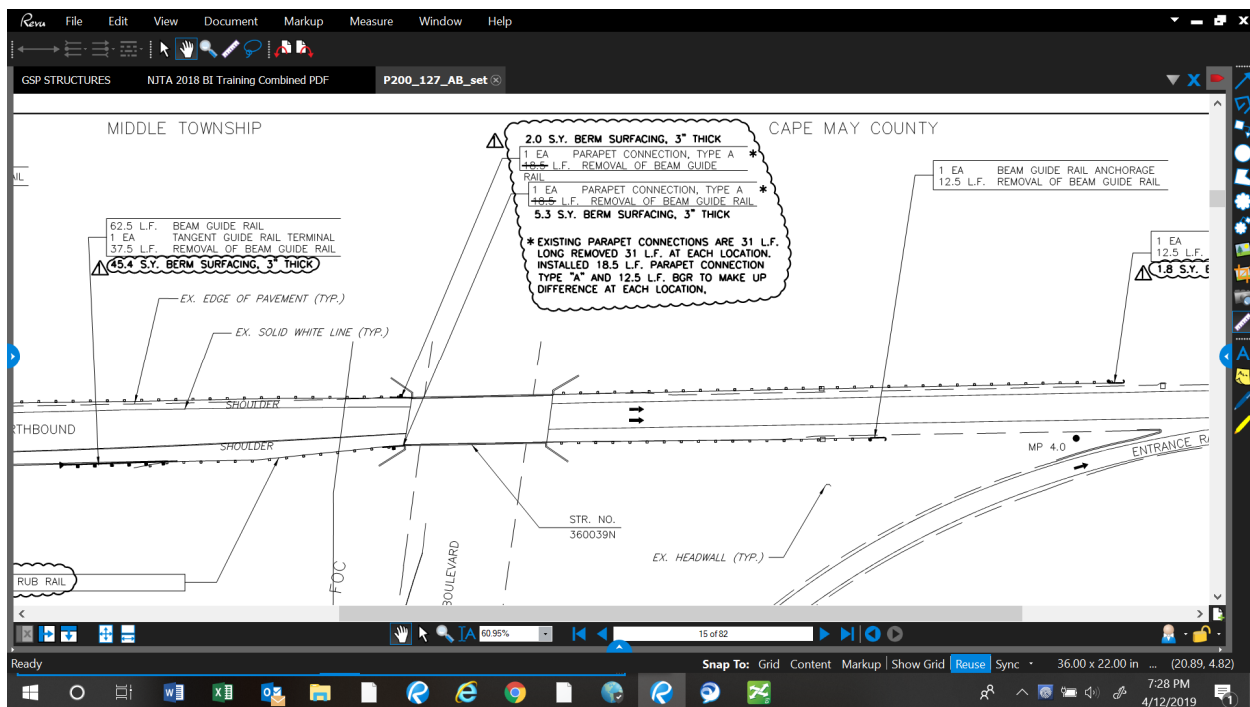 Revu File Edit View Document Markup Measure Window Help
GSP STRUCTURES NJTA 2018 BI Training Combined PDF P200_127_AB_set
MIDDLE TOWNSHIP
CAPE MAY COUNTY
2.0 S.Y. BERM SURFACING, 3" THICK
1 EA PARAPET CONNECTION, TYPE A *
18.5 L.F. REMOVAL OF BEAM GUIDE
RAIL
1 EA PARAPET CONNECTION, TYPE A *
18.5 L.F. REMOVAL OF BEAM GUIDE RAIL
5.3 S.Y. BERM SURFACING, 3" THICK
* EXISTING PARAPET CONNECTIONS ARE 31 L.F.
LONG REMOVED 31 L.F. AT EACH LOCATION.
INSTALLED 18.5 L.F. PARAPET CONNECTION
TYPE "A" AND 12.5 L.F. BGR TO MAKE UP
DIFFERENCE AT EACH LOCATION.
1 EA BEAM GUIDE RAIL ANCHORAGE
12.5 L.F. REMOVAL OF BEAM GUIDE RAIL
1 EA
12.5 L.F.
1.8 S.Y.
62.5 L.F. BEAM GUIDE RAIL
1 EA TANGENT GUIDE RAIL TERMINAL
37.5 L.F. REMOVAL OF BEAM GUIDE RAIL
45.4 S.Y. BERM SURFACING, 3" THICK
EX. EDGE OF PAVEMENT (TYP.)
EX. SOLID WHITE LINE (TYP.)
SHOULDER
RTHBOUND
SHOULDER
MP 4.0
ENTRANCE R
STR. NO.
360039N
EX. HEADWALL (TYP.)
RUB RAIL
FOC
BOULEVARD
60.95%
15 of 82
Ready
Snap To: Grid Content Markup Show Grid Reuse Sync 36.00 x 22.00 in ... (20.89, 4.82)
7:28 PM
4/12/2019